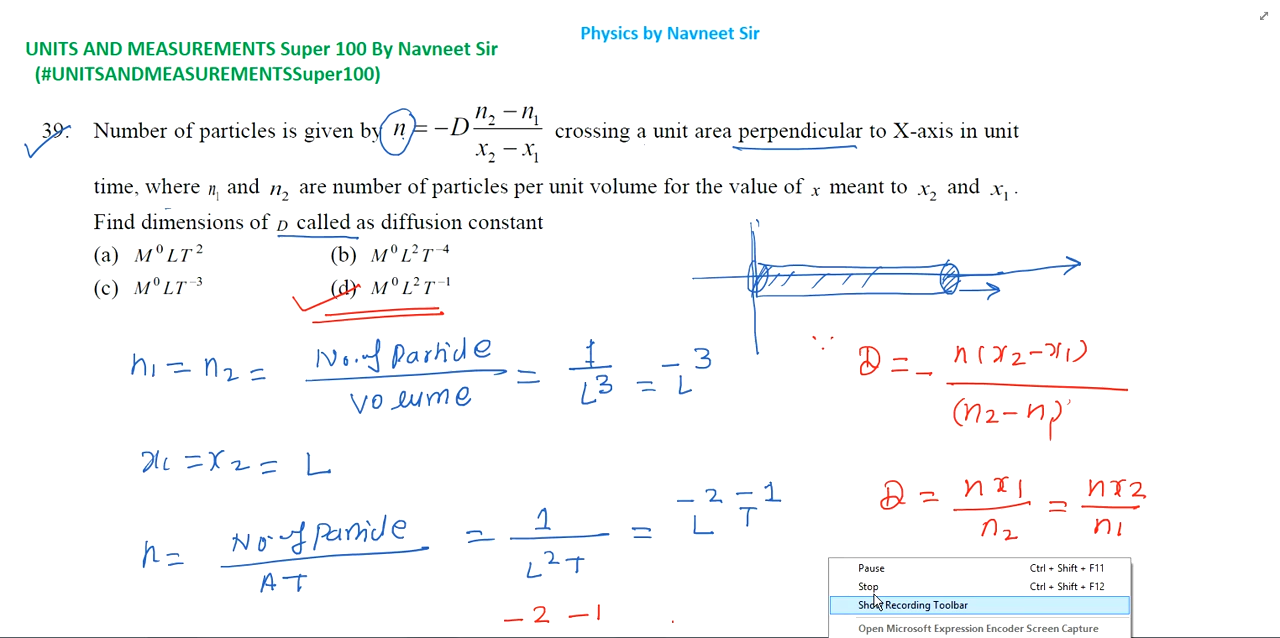 Physics by Navneet Sir
UNITS AND MEASUREMENTS Super 100 By Navneet Sir
(#UNITSANDMEASUREMENTSSuper100)
39. Number of particles is given by n = −D (n₂ − n₁)/(x₂ − x₁) crossing a unit area perpendicular to X-axis in unit
time, where n₁ and n₂ are number of particles per unit volume for the value of x meant to x₂ and x₁.
Find dimensions of D called as diffusion constant
(a) M⁰LT² (b) M⁰L²T⁻⁴
(c) M⁰LT⁻³ (d) M⁰L²T⁻¹
n₁ = n₂ = No. of Particle / Volume = 1/L³ = L⁻³
∵ D = − n(x₂ − x₁) / (n₂ − n₁)
x₁ = x₂ = L
D = nx₁/n₂ = nx₂/n₁
n = No. of Particle / AT = 1/L²T = L⁻²T⁻¹
−2 −1
Pause Ctrl + Shift + F11
Stop Ctrl + Shift + F12
Show Recording Toolbar
Open Microsoft Expression Encoder Screen Capture